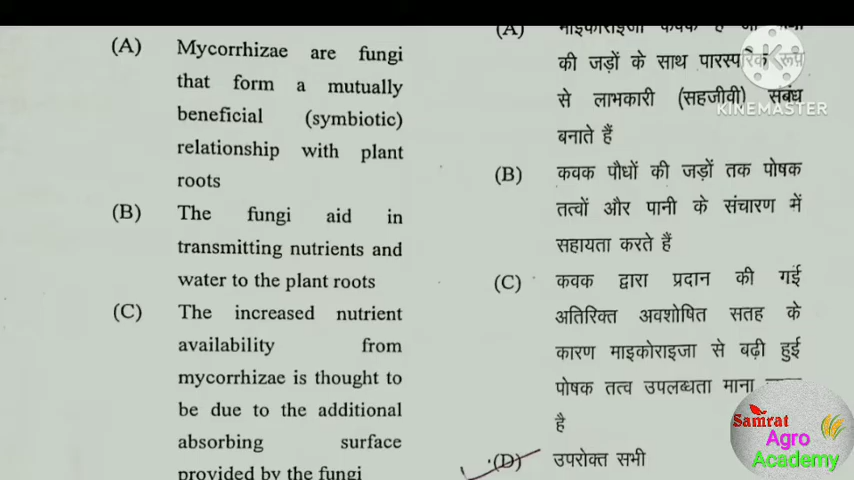 (A) Mycorrhizae are fungi
that form a mutually
beneficial (symbiotic)
relationship with plant
roots
(B) The fungi aid in
transmitting nutrients and
water to the plant roots
(C) The increased nutrient
availability from
mycorrhizae is thought to
be due to the additional
absorbing surface
provided by the fungi
(A) माइकोराइजा कवक हैं जो
की जड़ों के साथ पारस्परिक रूप
से लाभकारी (सहजीवी) संबंध
बनाते हैं
(B) कवक पौधों की जड़ों तक पोषक
तत्वों और पानी के संचारण में
सहायता करते हैं
(C) कवक द्वारा प्रदान की गई
अतिरिक्त अवशोषित सतह के
कारण माइकोराइजा से बढ़ी हुई
पोषक तत्व उपलब्धता माना
है
(D) उपरोक्त सभी
KINEMASTER
Samrat
Agro
Academy